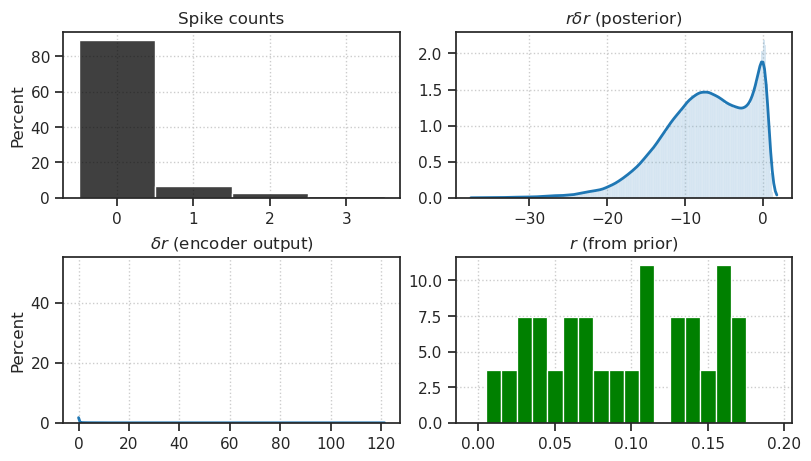 Spike counts
Percent
80
60
40
20
0
0 1 2 3
rδr (posterior)
2.0
1.5
1.0
0.5
0.0
−30 −20 −10 0
δr (encoder output)
Percent
40
20
0
0 20 40 60 80 100 120
r (from prior)
10.0
7.5
5.0
2.5
0.0
0.00 0.05 0.10 0.15 0.20